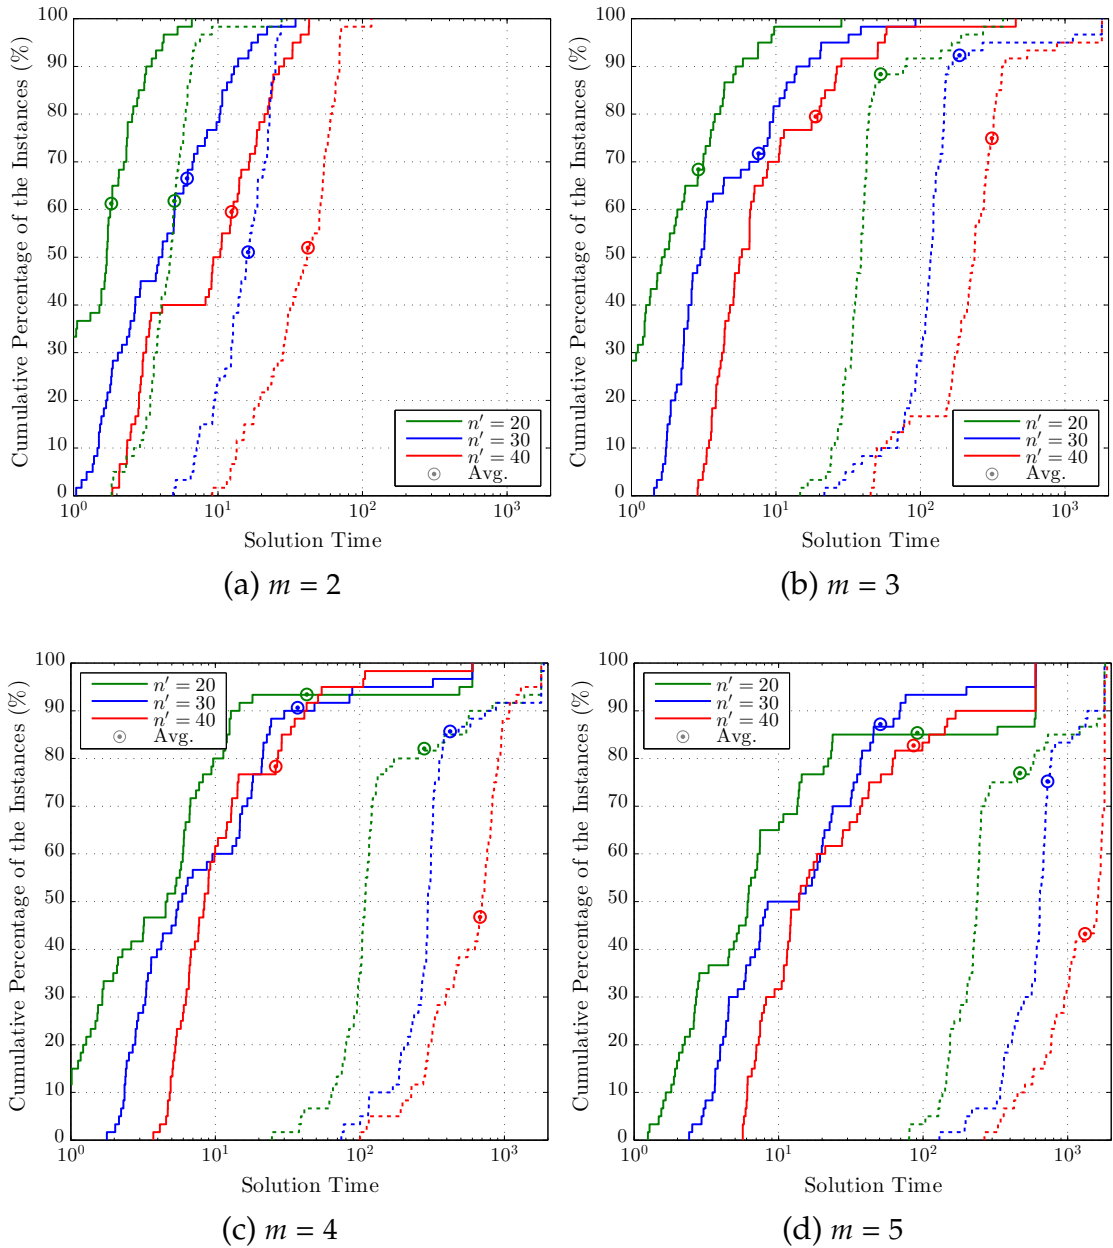 Cumulative Percentage of the Instances (%)
100
90
80
70
60
50
40
30
20
10
0
n′ = 20
n′ = 30
n′ = 40
Avg.
10⁰ 10¹ 10² 10³
Solution Time
(a) m = 2
Cumulative Percentage of the Instances (%)
100
90
80
70
60
50
40
30
20
10
0
n′ = 20
n′ = 30
n′ = 40
Avg.
10⁰ 10¹ 10² 10³
Solution Time
(b) m = 3
Cumulative Percentage of the Instances (%)
100
90
80
70
60
50
40
30
20
10
0
n′ = 20
n′ = 30
n′ = 40
Avg.
10⁰ 10¹ 10² 10³
Solution Time
(c) m = 4
Cumulative Percentage of the Instances (%)
100
90
80
70
60
50
40
30
20
10
0
n′ = 20
n′ = 30
n′ = 40
Avg.
10⁰ 10¹ 10² 10³
Solution Time
(d) m = 5